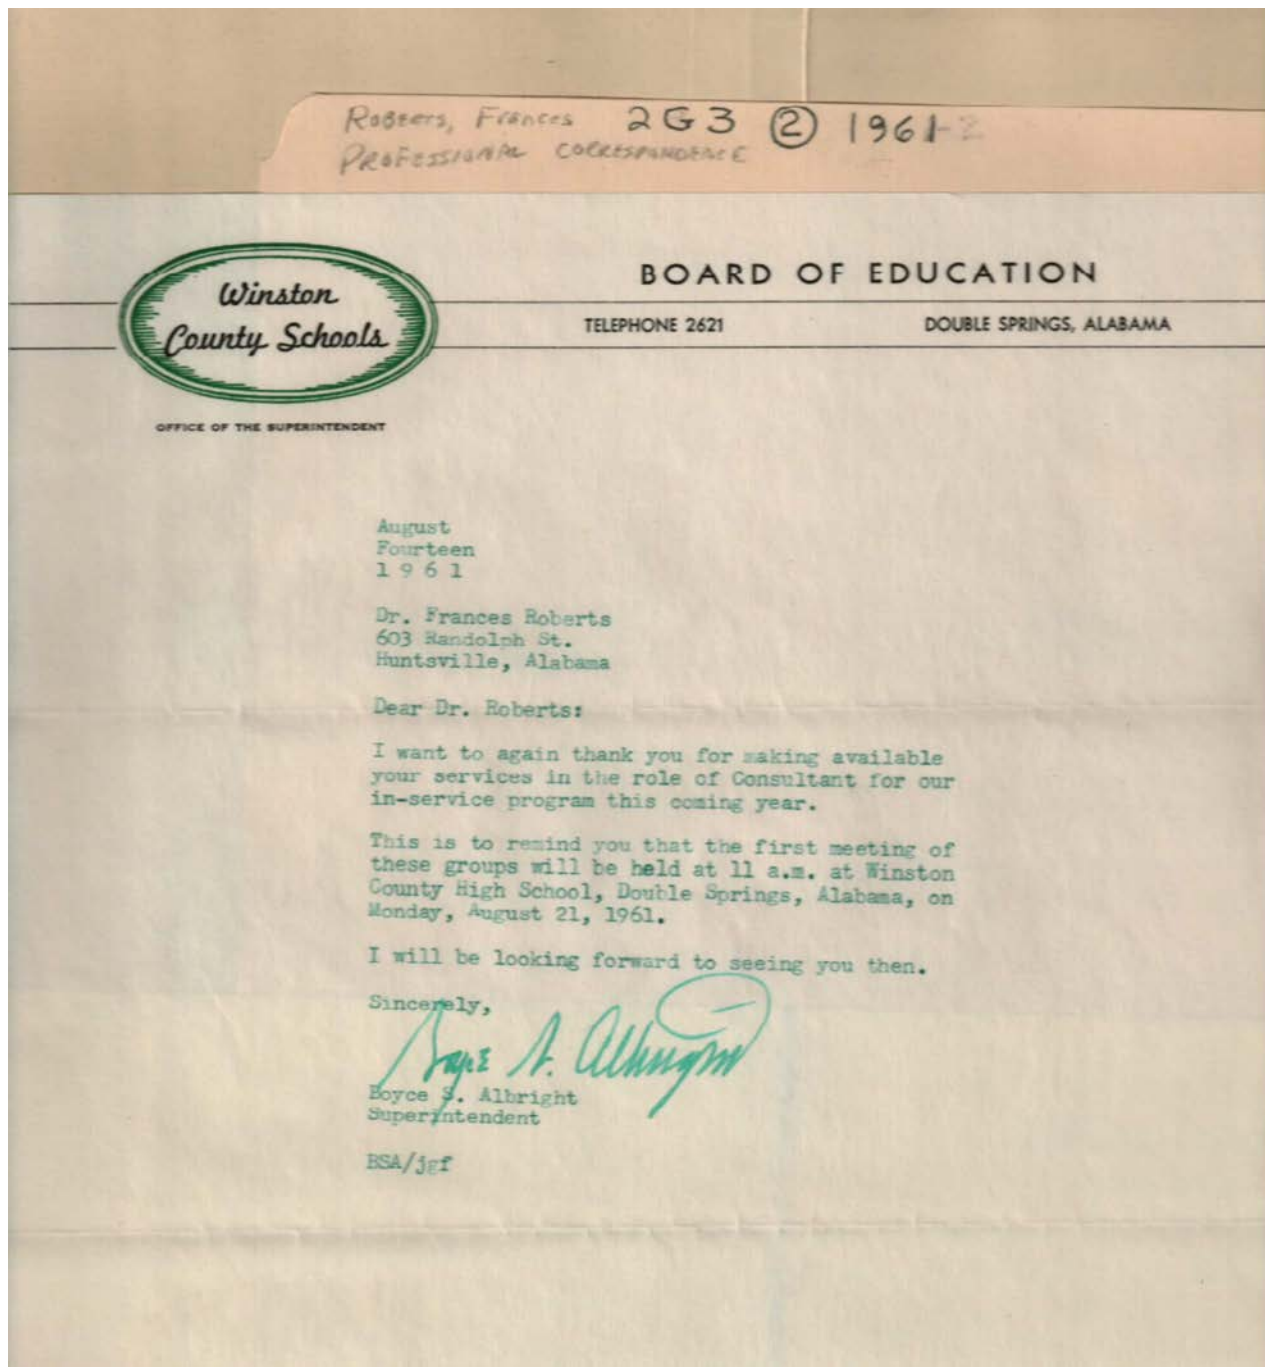 Roberts, Frances 2G3 ② 1961-2
PROFESSIONAL CORRESPONDENCE
Winston
County Schools
BOARD OF EDUCATION
TELEPHONE 2621 DOUBLE SPRINGS, ALABAMA
OFFICE OF THE SUPERINTENDENT
August
Fourteen
1 9 6 1
Dr. Frances Roberts
603 Randolph St.
Huntsville, Alabama
Dear Dr. Roberts:
I want to again thank you for making available
your services in the role of Consultant for our
in-service program this coming year.
This is to remind you that the first meeting of
these groups will be held at 11 a.m. at Winston
County High School, Double Springs, Alabama, on
Monday, August 21, 1961.
I will be looking forward to seeing you then.
Sincerely,
Boyce S. Albright
Boyce S. Albright
Superintendent
BSA/jgf